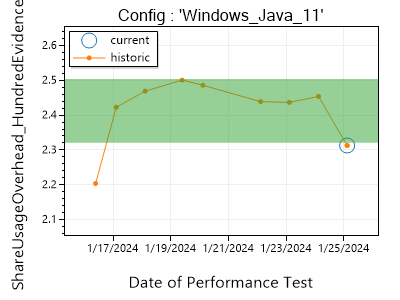 Config : 'Windows_Java_11'
ShareUsageOverhead_HundredEvidence
current
historic
2.6
2.5
2.4
2.3
2.2
2.1
1/17/2024
1/19/2024
1/21/2024
1/23/2024
1/25/2024
Date of Performance Test